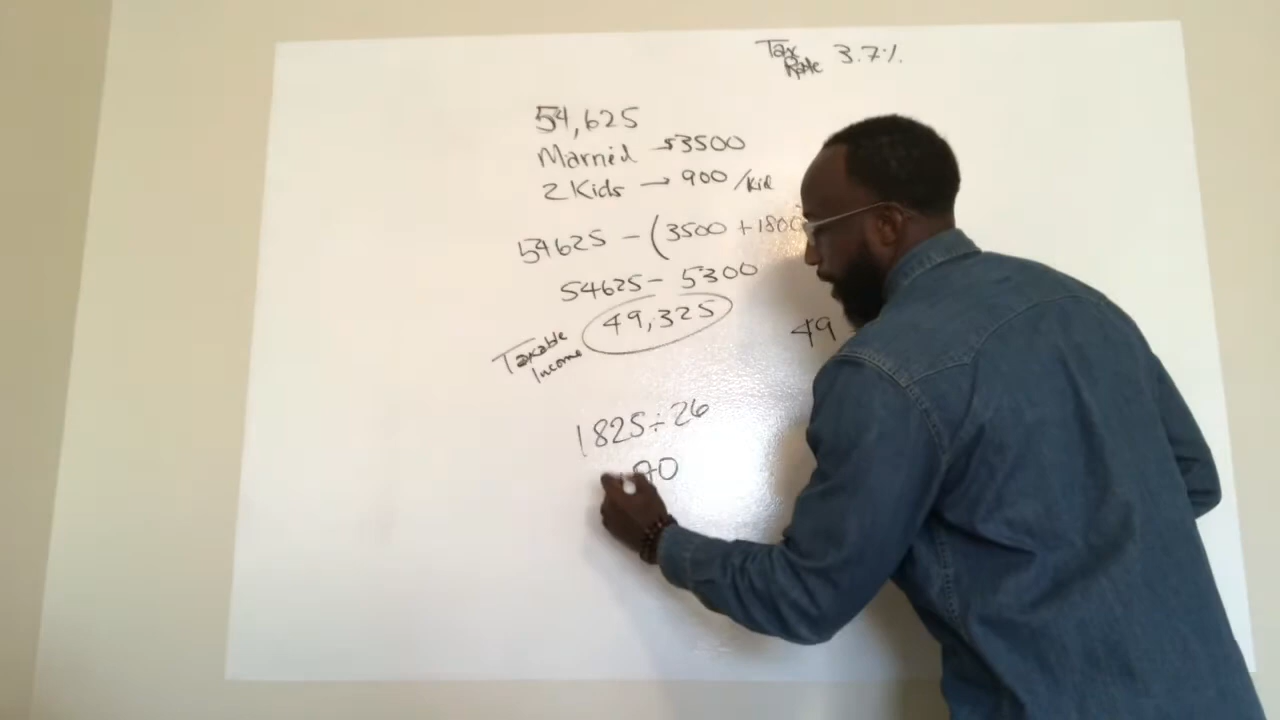 Tax Rate 3.7%
54,625
Married → 3500
2 Kids → 900 /Kid
54625 - (3500 + 1800
54625 - 5300
49,325
Taxable Income
49
1825 ÷ 26